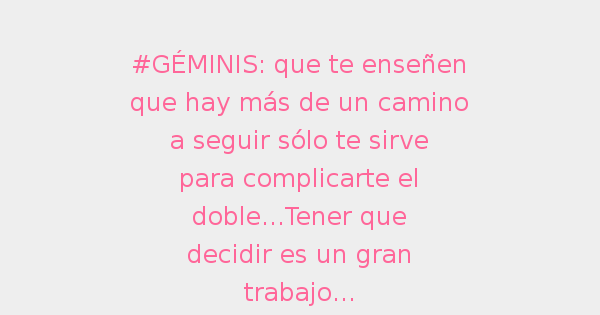 #GÉMINIS: que te enseñen
que hay más de un camino
a seguir sólo te sirve
para complicarte el
doble...Tener que
decidir es un gran
trabajo...